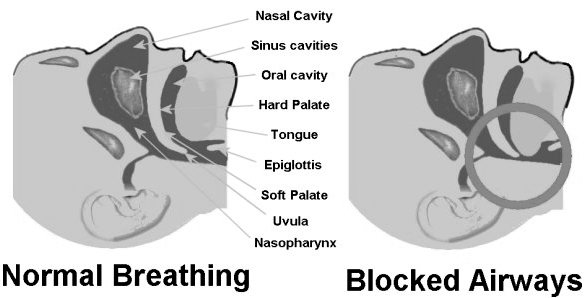 Nasal Cavity
Sinus cavities
Oral cavity
Hard Palate
Tongue
Epiglottis
Soft Palate
Uvula
Nasopharynx
Normal Breathing
Blocked Airways